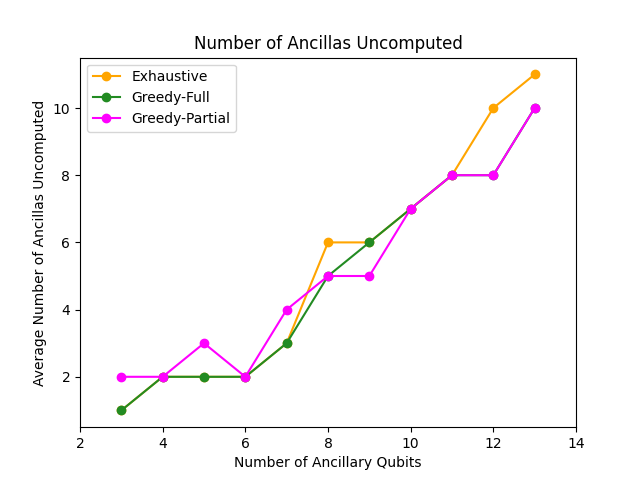 Number of Ancillas Uncomputed
Exhaustive
Greedy-Full
Greedy-Partial
Average Number of Ancillas Uncomputed
10
8
6
4
2
2 4 6 8 10 12 14
Number of Ancillary Qubits